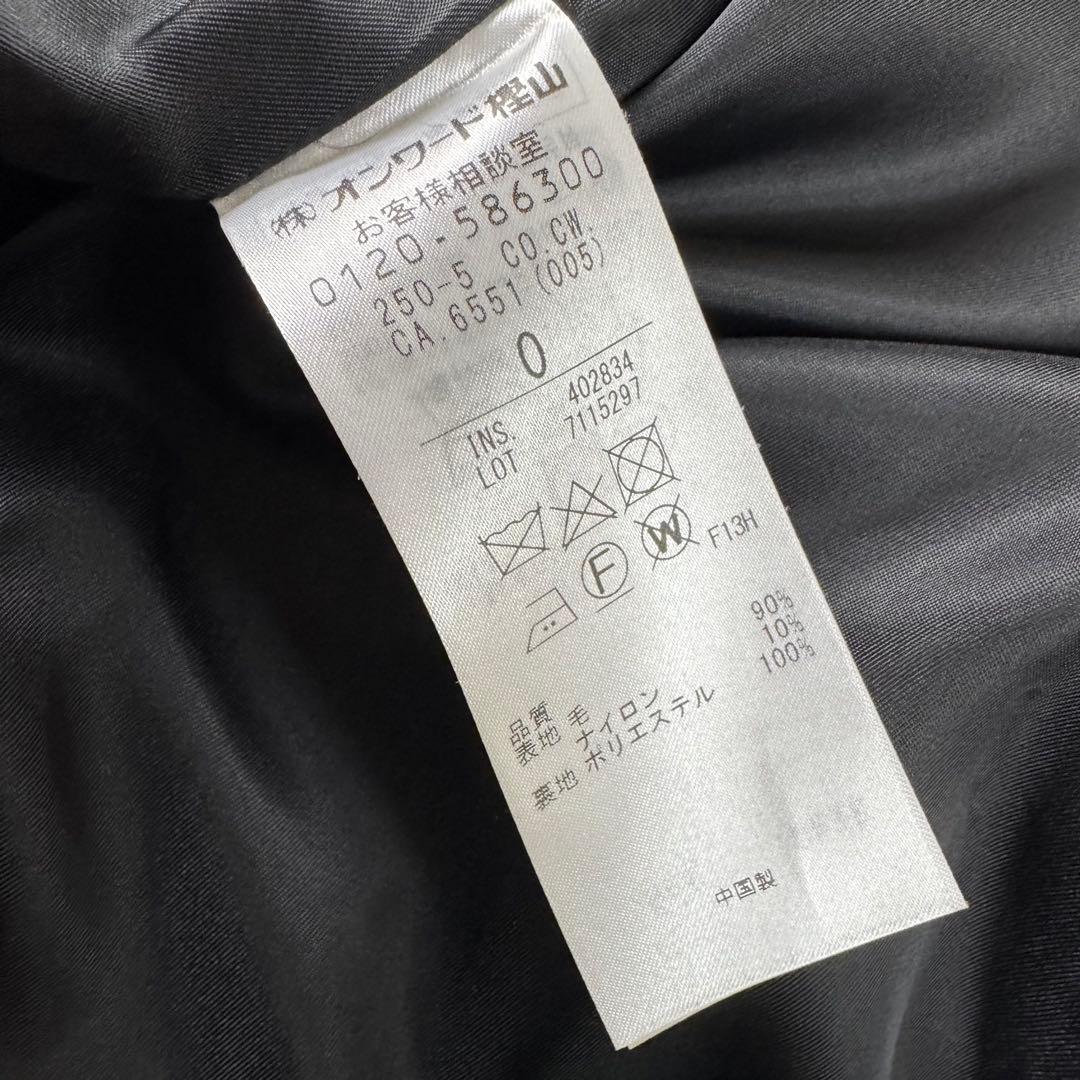 ㈱オンワード樫山
お客様相談室
0120-586300
250-5 CO.CW.
CA.6551(005)
0
INS. 402834
LOT 7115297
F W F13H
品質
表地 毛 90%
ナイロン 10%
裏地 ポリエステル 100%
中国製